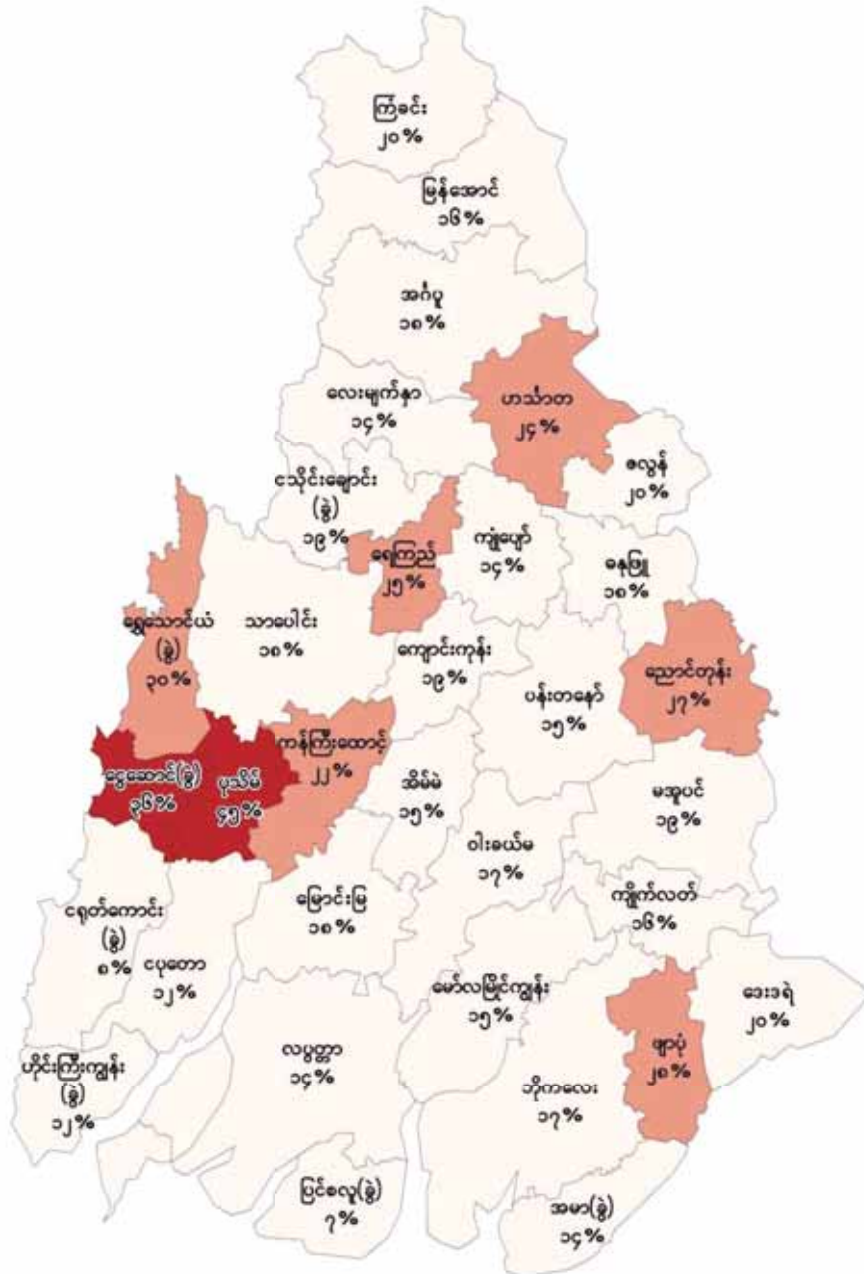 ကြံခင်း
၂၀%
မြန်အောင်
၁၆%
အင်္ဂပူ
၁၈%
လေးမျက်နှာ
၁၄%
ဟင်္သာတ
၂၄%
ဇလွန်
၂၀%
ငသိုင်းချောင်း
(ခွဲ)
၁၉%
ရေကြည်
၂၅%
ကျုံပျော်
၁၄%
ဓနုဖြူ
၁၈%
ရွှေသောင်ယံ
(ခွဲ)
၃၀%
သာပေါင်း
၁၈%
ကျောင်းကုန်း
၁၉%
ပန်းတနော်
၁၅%
ညောင်တုန်း
၂၇%
ငွေဆောင်(ခွဲ)
၃၆%
ပုသိမ်
၄၅%
ကန်ကြီးထောင့်
၂၂%
အိမ်မဲ
၁၅%
မအူပင်
၁၉%
ဝါးခယ်မ
၁၇%
ကျိုက်လတ်
၁၆%
ငရုတ်ကောင်း
(ခွဲ)
၈%
ငပုတော
၁၂%
မြောင်းမြ
၁၈%
မော်လမြိုင်ကျွန်း
၁၅%
ဒေးဒရဲ
၂၀%
ဖျာပုံ
၂၈%
ဟိုင်းကြီးကျွန်း
(ခွဲ)
၁၂%
လပွတ္တာ
၁၄%
ဘိုကလေး
၁၇%
ပြင်စလူ(ခွဲ)
၇%
အမာ(ခွဲ)
၁၄%